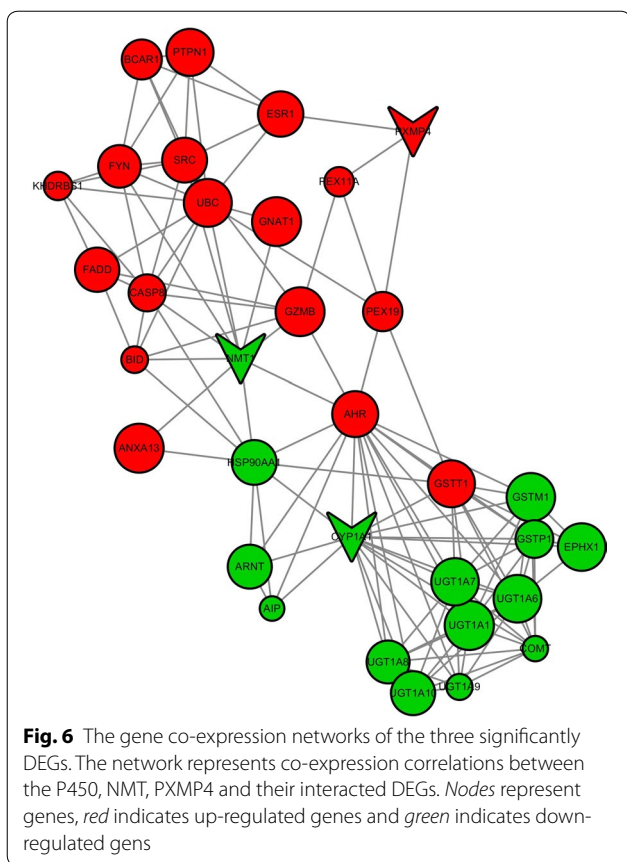 BCAR1
PTPN1
ESR1
PXMP4
FYN
SRC
KHDRBS1
PEX11A
UBC
GNAT1
FADD
CASP8
GZMB
PEX19
BID
NMT1
AHR
ANXA13
HSP90AA1
GSTT1
GSTM1
CYP1A1
GSTP1
EPHX1
ARNT
UGT1A7
UGT1A6
AIP
UGT1A1
COMT
UGT1A8
UGT1A9
UGT1A10
Fig. 6 The gene co-expression networks of the three significantly
DEGs. The network represents co-expression correlations between
the P450, NMT, PXMP4 and their interacted DEGs. Nodes represent
genes, red indicates up-regulated genes and green indicates down-
regulated gens